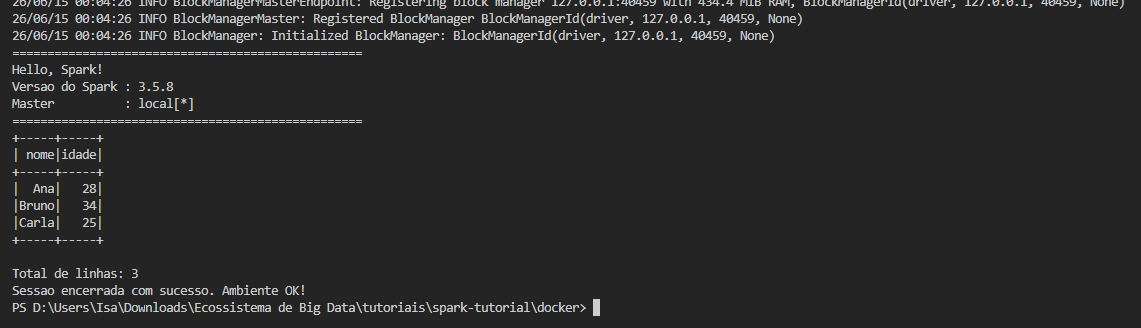 26/06/15 00:04:26 INFO BlockManagerMasterEndpoint: Registering block manager 127.0.0.1:40459 with 434.4 MiB RAM, BlockManagerId(driver, 127.0.0.1, 40459, None)
26/06/15 00:04:26 INFO BlockManagerMaster: Registered BlockManager BlockManagerId(driver, 127.0.0.1, 40459, None)
26/06/15 00:04:26 INFO BlockManager: Initialized BlockManager: BlockManagerId(driver, 127.0.0.1, 40459, None)
==================================================
Hello, Spark!
Versao do Spark : 3.5.8
Master          : local[*]
==================================================
+-----+-----+
| nome|idade|
+-----+-----+
|  Ana|   28|
|Bruno|   34|
|Carla|   25|
+-----+-----+

Total de linhas: 3
Sessao encerrada com sucesso. Ambiente OK!
PS D:\Users\Isa\Downloads\Ecossistema de Big Data\tutoriais\spark-tutorial\docker>